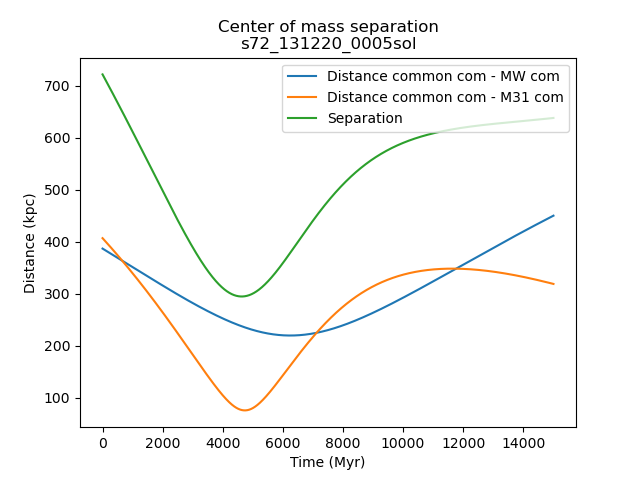 Center of mass separation
s72_131220_0005sol
Distance common com - MW com
Distance common com - M31 com
Separation
Distance (kpc)
700
600
500
400
300
200
100
0 2000 4000 6000 8000 10000 12000 14000
Time (Myr)